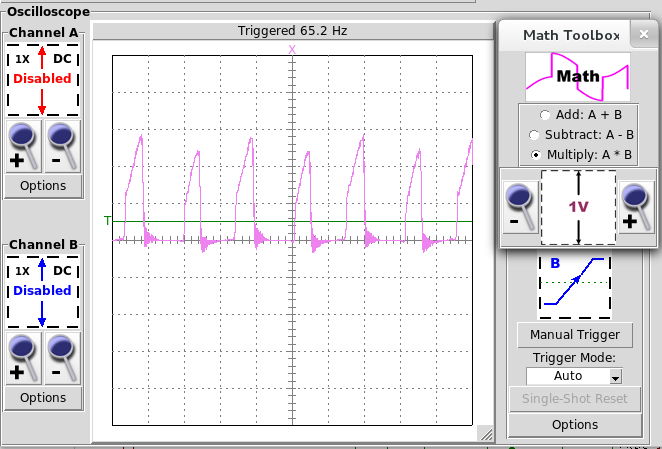 Oscilloscope
Channel A
1X DC
Disabled
+ -
Options
Channel B
1X DC
Disabled
+ -
Options
Triggered 65.2 Hz
X
T
Math Toolbox
×
Math
Add: A + B
Subtract: A - B
Multiply: A * B
- 1V +
B
Manual Trigger
Trigger Mode:
Auto
Single-Shot Reset
Options